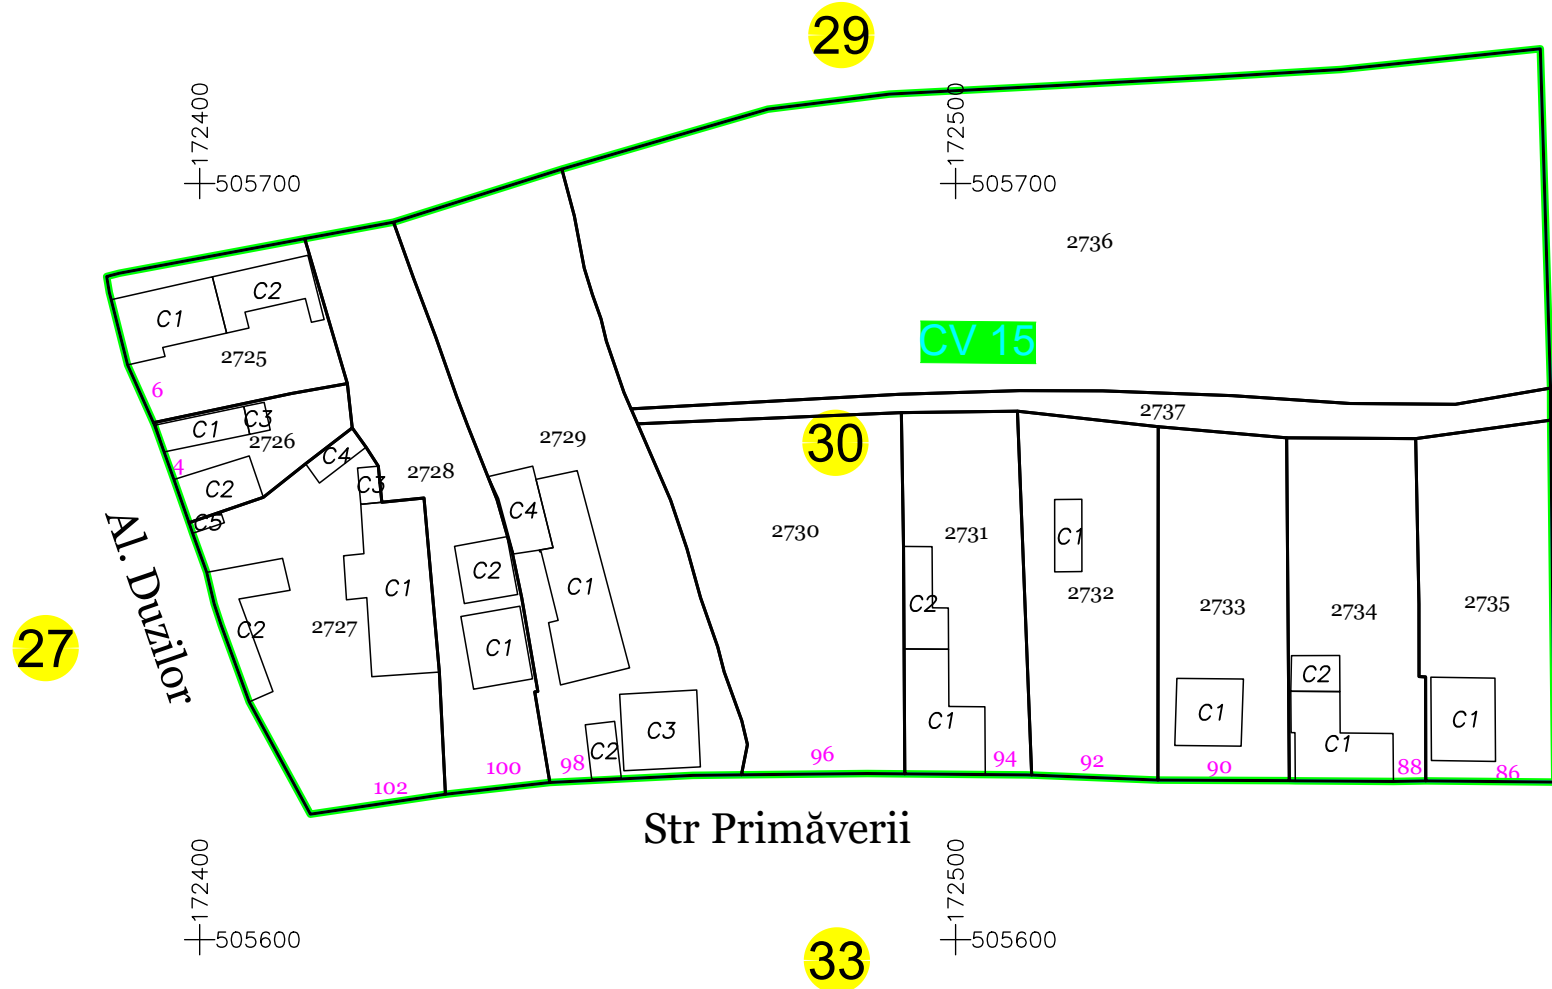 29
172400
172500
505700
505700
2736
C2
C1
CV 15
2725
6
2737
C3
C1
2726
2729
30
C4
4
2728
C3
C2
C4
C5
2730
2731
C1
Al. Duzilor
C2
C1
C1
2732
C2
2733
2734
2735
C2
2727
27
C1
C2
C1
C1
C3
C1
C1
C2
96
94
92
98
100
90
88
86
102
Str Primăverii
172400
172500
505600
505600
33